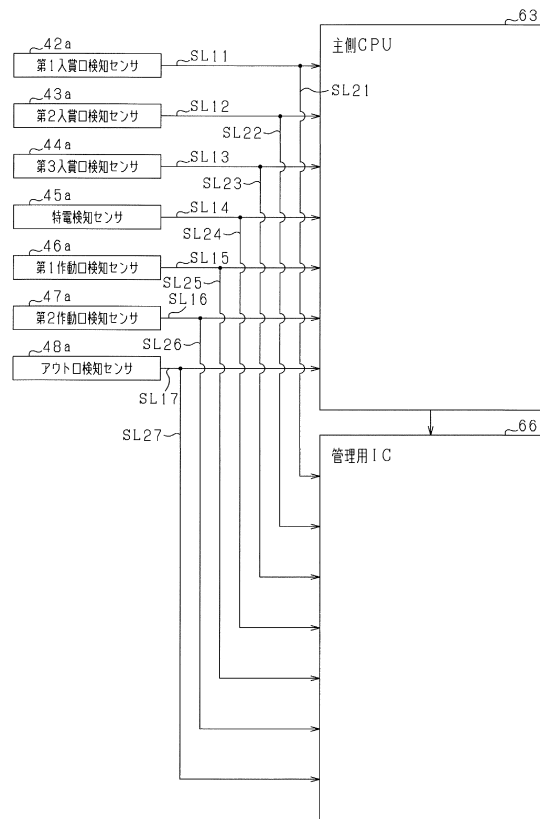 63
主側CPU
42a
第1入賞口検知センサ
SL11
SL21
43a
第2入賞口検知センサ
SL12
SL22
44a
第3入賞口検知センサ
SL13
SL23
45a
特電検知センサ
SL14
SL24
46a
第1作動口検知センサ
SL15
SL25
47a
第2作動口検知センサ
SL16
SL26
48a
アウト口検知センサ
SL17
SL27
66
管理用IC